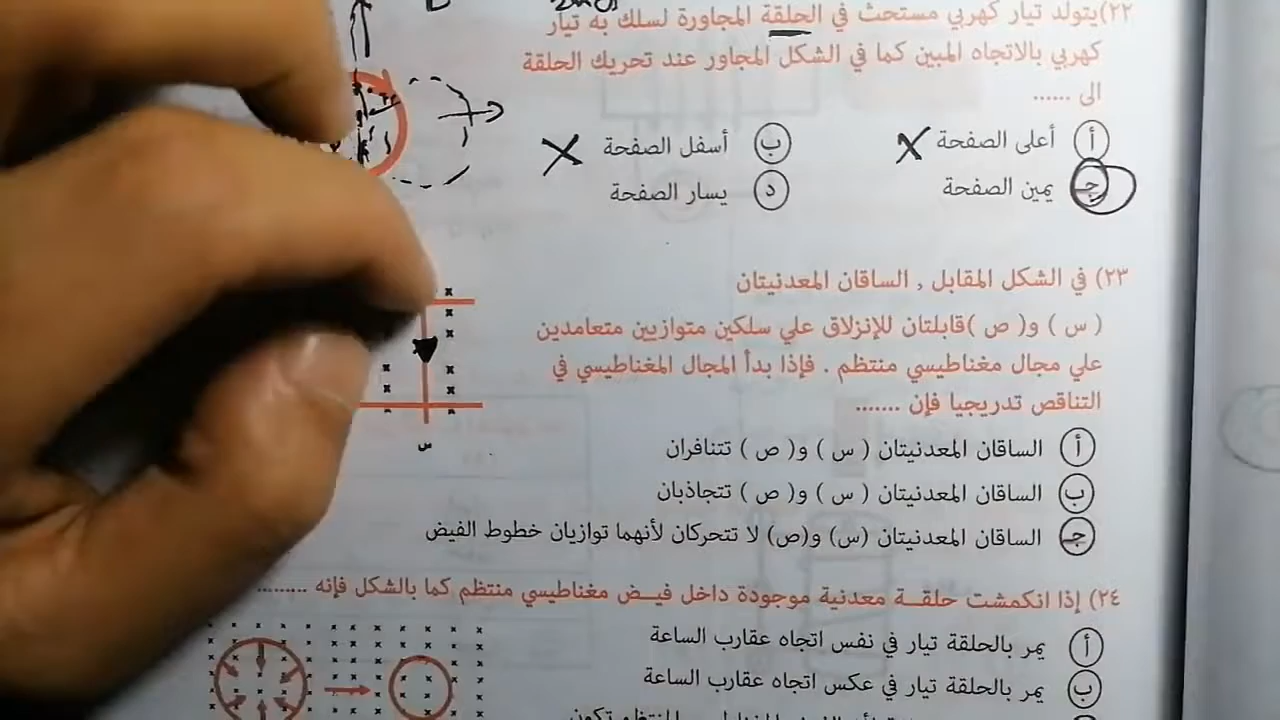 ٢٢)يتولد تيار كهربي مستحث في الحلقة المجاورة لسلك به تيار
كهربي بالاتجاه المبين كما في الشكل المجاور عند تحريك الحلقة
الى ......
أ أعلى الصفحة
ب أسفل الصفحة
جـ يمين الصفحة
د يسار الصفحة
٢٣) في الشكل المقابل , الساقان المعدنيتان
( س ) و( ص )قابلتان للإنزلاق علي سلكين متوازيين متعامدين
علي مجال مغناطيسي منتظم . فإذا بدأ المجال المغناطيسي في
التناقص تدريجيا فإن .......
س
أ الساقان المعدنيتان ( س ) و( ص ) تتنافران
ب الساقان المعدنيتان ( س ) و( ص ) تتجاذبان
جـ الساقان المعدنيتان (س) و(ص) لا تتحركان لأنهما توازيان خطوط الفيض
٢٤) إذا انكمشت حلقــة معدنية موجودة داخل فيــض مغناطيسي منتظم كما بالشكل فإنه .........
أ يمر بالحلقة تيار في نفس اتجاه عقارب الساعة
ب يمر بالحلقة تيار في عكس اتجاه عقارب الساعة